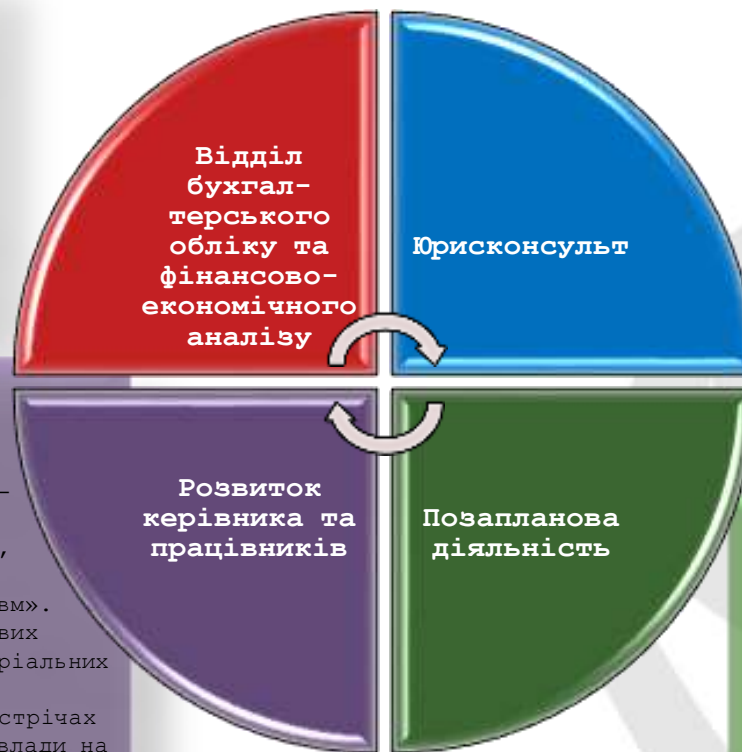 Відділ
бухгал-
терського
обліку та
фінансово-
економічного
аналізу
Юрисконсульт
Розвиток
керівника та
працівників
Позапланова
діяльність
–
,
вм».
вих
ріальних
стрічах
влади на